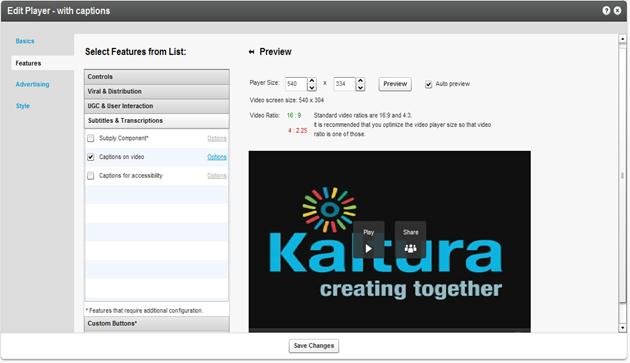 Edit Player - with captions
Basics
Features
Advertising
Style
Select Features from List:
Controls
Viral & Distribution
UGC & User Interaction
Subtitles & Transcriptions
Supply Component* Options
Captions on video Options
Captions for accessibility Options
* Features that require additional configuration.
Custom Buttons*
Preview
Player Size: 540 x 334 Preview Auto preview
Video screen size: 540 x 304
Video Ratio: 16 : 9 Standard video ratios are 16:9 and 4:3.
4 : 2.25 It is recommended that you optimize the video player size so that video
ratio is one of those.
Play Share
Kaltura
creating together
Save Changes